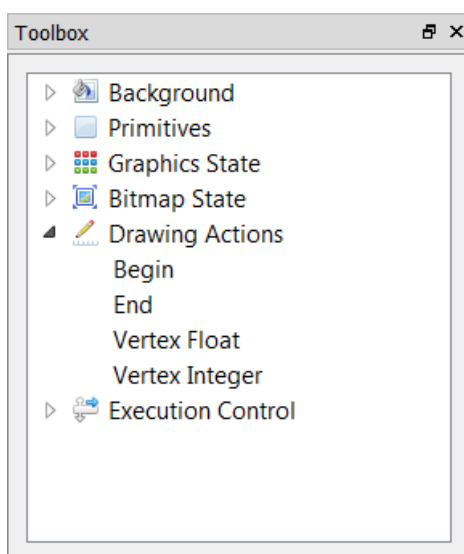 Toolbox
Background
Primitives
Graphics State
Bitmap State
Drawing Actions
Begin
End
Vertex Float
Vertex Integer
Execution Control